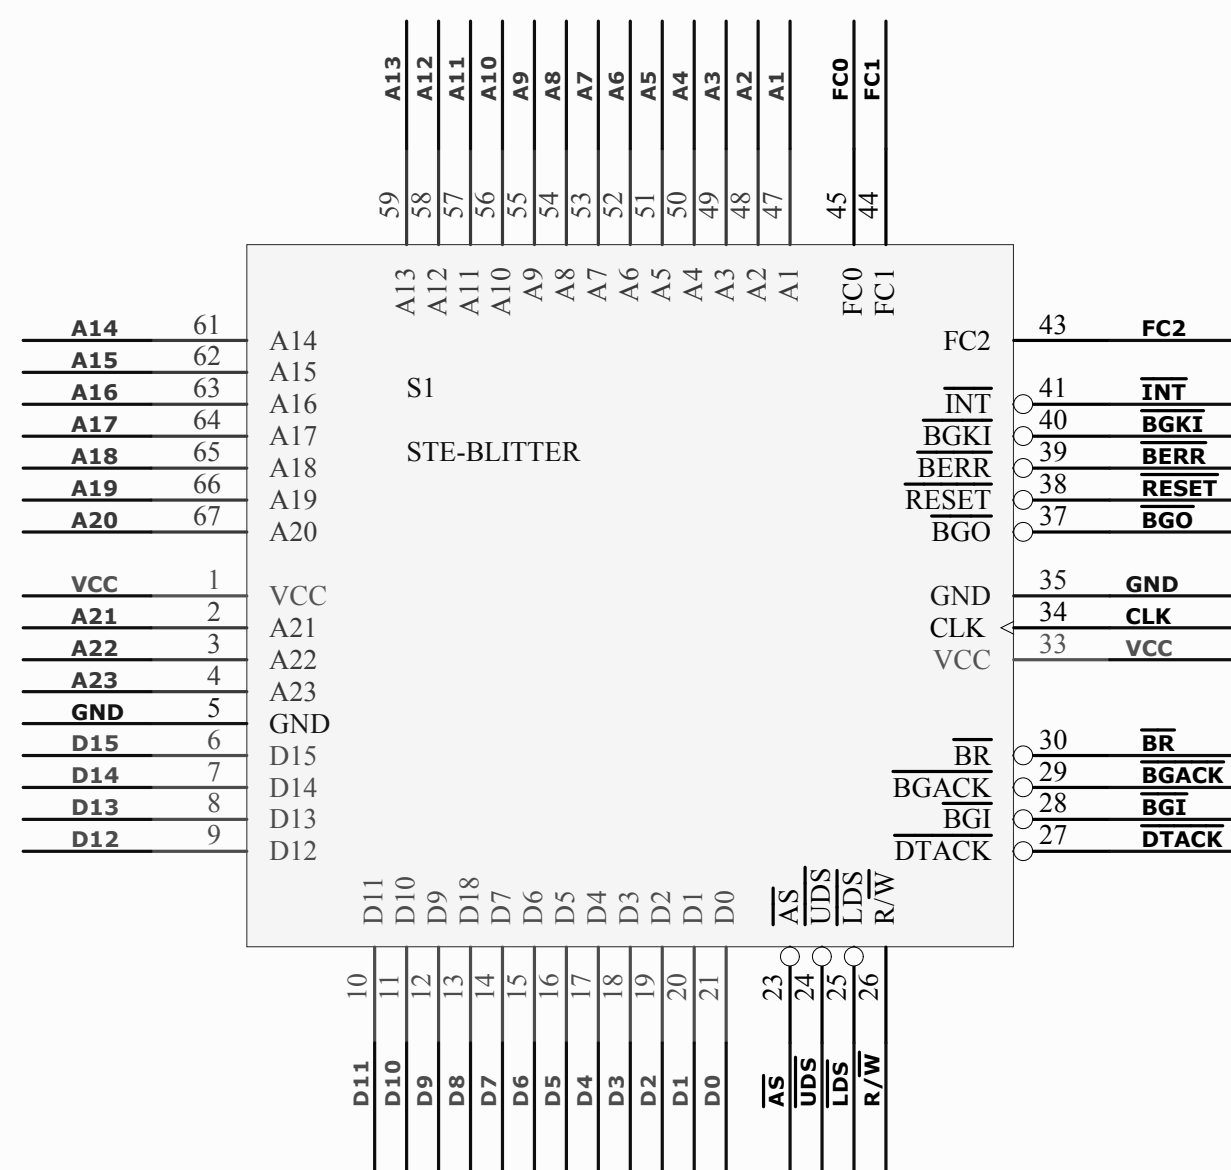 A13 A12 A11 A10 A9 A8 A7 A6 A5 A4 A3 A2 A1 FC0 FC1
59 58 57 56 55 54 53 52 51 50 49 48 47 45 44
A13 A12 A11 A10 A9 A8 A7 A6 A5 A4 A3 A2 A1 FC0 FC1
A14 61 A14 FC2 43 FC2
A15 62 A15
S1
A16 63 A16 INT 41 INT
A17 64 A17 BGKI 40 BGKI
STE-BLITTER
A18 65 A18 BERR 39 BERR
A19 66 A19 RESET 38 RESET
A20 67 A20 BGO 37 BGO
VCC 1 VCC GND 35 GND
A21 2 A21 CLK 34 CLK
A22 3 A22 VCC 33 VCC
A23 4 A23
GND 5 GND
D15 6 D15 BR 30 BR
D14 7 D14 BGACK 29 BGACK
D13 8 D13 BGI 28 BGI
D12 9 D12 DTACK 27 DTACK
D11 D10 D9 D18 D7 D6 D5 D4 D3 D2 D1 D0 AS UDS LDS R/W
10 11 12 13 14 15 16 17 18 19 20 21 23 24 25 26
D11 D10 D9 D8 D7 D6 D5 D4 D3 D2 D1 D0 AS UDS LDS R/W